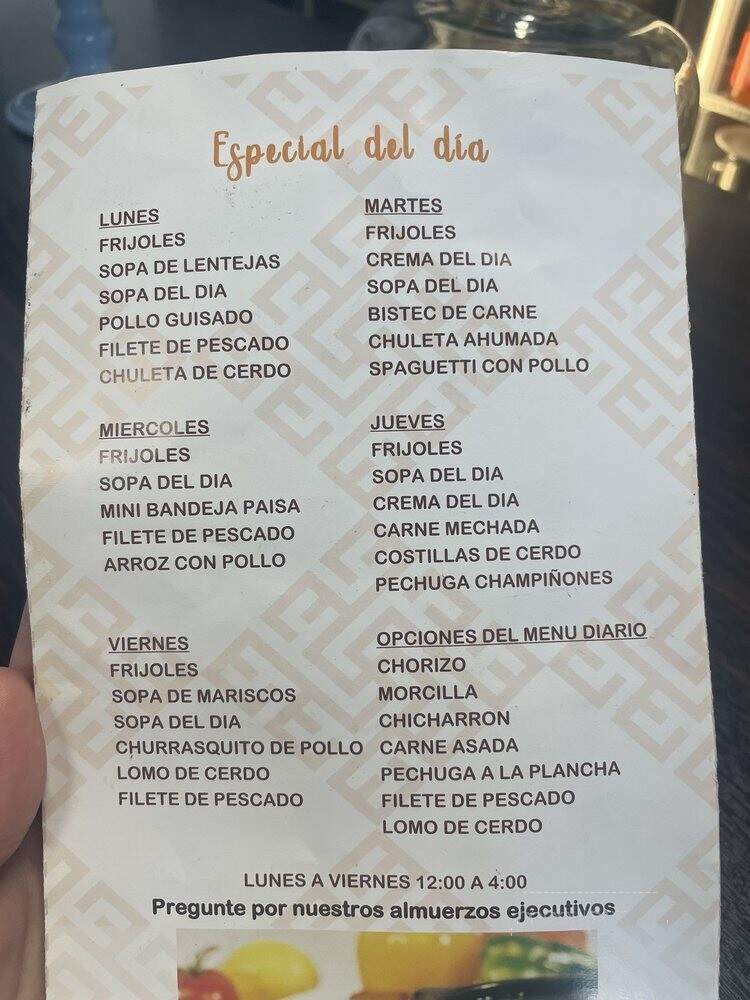 Especial del día
LUNES
FRIJOLES
SOPA DE LENTEJAS
SOPA DEL DIA
POLLO GUISADO
FILETE DE PESCADO
CHULETA DE CERDO
MARTES
FRIJOLES
CREMA DEL DIA
SOPA DEL DIA
BISTEC DE CARNE
CHULETA AHUMADA
SPAGUETTI CON POLLO
MIERCOLES
FRIJOLES
SOPA DEL DIA
MINI BANDEJA PAISA
FILETE DE PESCADO
ARROZ CON POLLO
JUEVES
FRIJOLES
SOPA DEL DIA
CREMA DEL DIA
CARNE MECHADA
COSTILLAS DE CERDO
PECHUGA CHAMPIÑONES
VIERNES
FRIJOLES
SOPA DE MARISCOS
SOPA DEL DIA
CHURRASQUITO DE POLLO
LOMO DE CERDO
FILETE DE PESCADO
OPCIONES DEL MENU DIARIO
CHORIZO
MORCILLA
CHICHARRON
CARNE ASADA
PECHUGA A LA PLANCHA
FILETE DE PESCADO
LOMO DE CERDO
LUNES A VIERNES 12:00 A 4:00
Pregunte por nuestros almuerzos ejecutivos